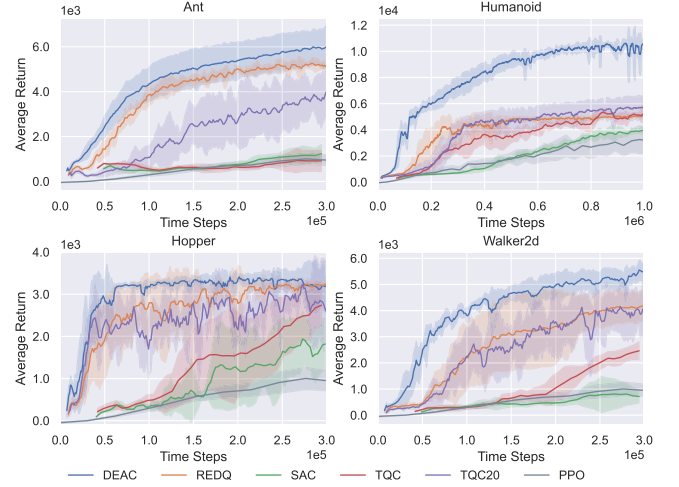 Ant
Humanoid
1e3
1e4
Average Return
6.0
4.0
2.0
0.0
0.0 0.5 1.0 1.5 2.0 2.5 3.0
Time Steps
1e5
Average Return
1.2
1.0
0.8
0.6
0.4
0.2
0.0
0.0 0.2 0.4 0.6 0.8 1.0
Time Steps
1e6
Hopper
Walker2d
1e3
1e3
Average Return
4.0
3.0
2.0
1.0
0.0
0.0 0.5 1.0 1.5 2.0 2.5 3.0
Time Steps
1e5
Average Return
6.0
5.0
4.0
3.0
2.0
1.0
0.0
0.0 0.5 1.0 1.5 2.0 2.5 3.0
Time Steps
1e5
DEAC REDQ SAC TQC TQC20 PPO